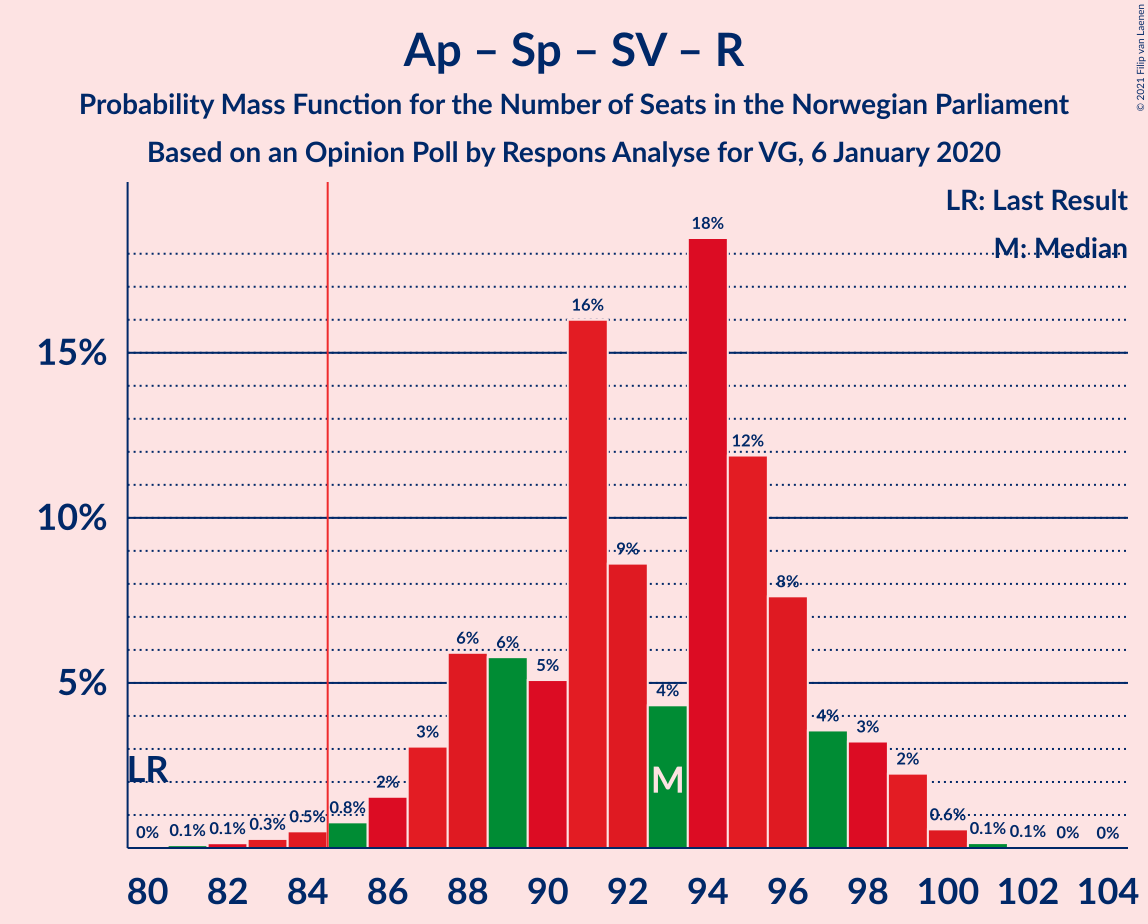 Ap – Sp – SV – R
Probability Mass Function for the Number of Seats in the Norwegian Parliament
Based on an Opinion Poll by Respons Analyse for VG, 6 January 2020
© 2021 Filip van Laenen
LR: Last Result
M: Median
15%
10%
5%
LR
M
0% 0.1% 0.1% 0.3% 0.5% 0.8% 2% 3% 6% 6% 5% 16% 9% 4% 18% 12% 8% 4% 3% 2% 0.6% 0.1% 0.1% 0% 0%
80 82 84 86 88 90 92 94 96 98 100 102 104